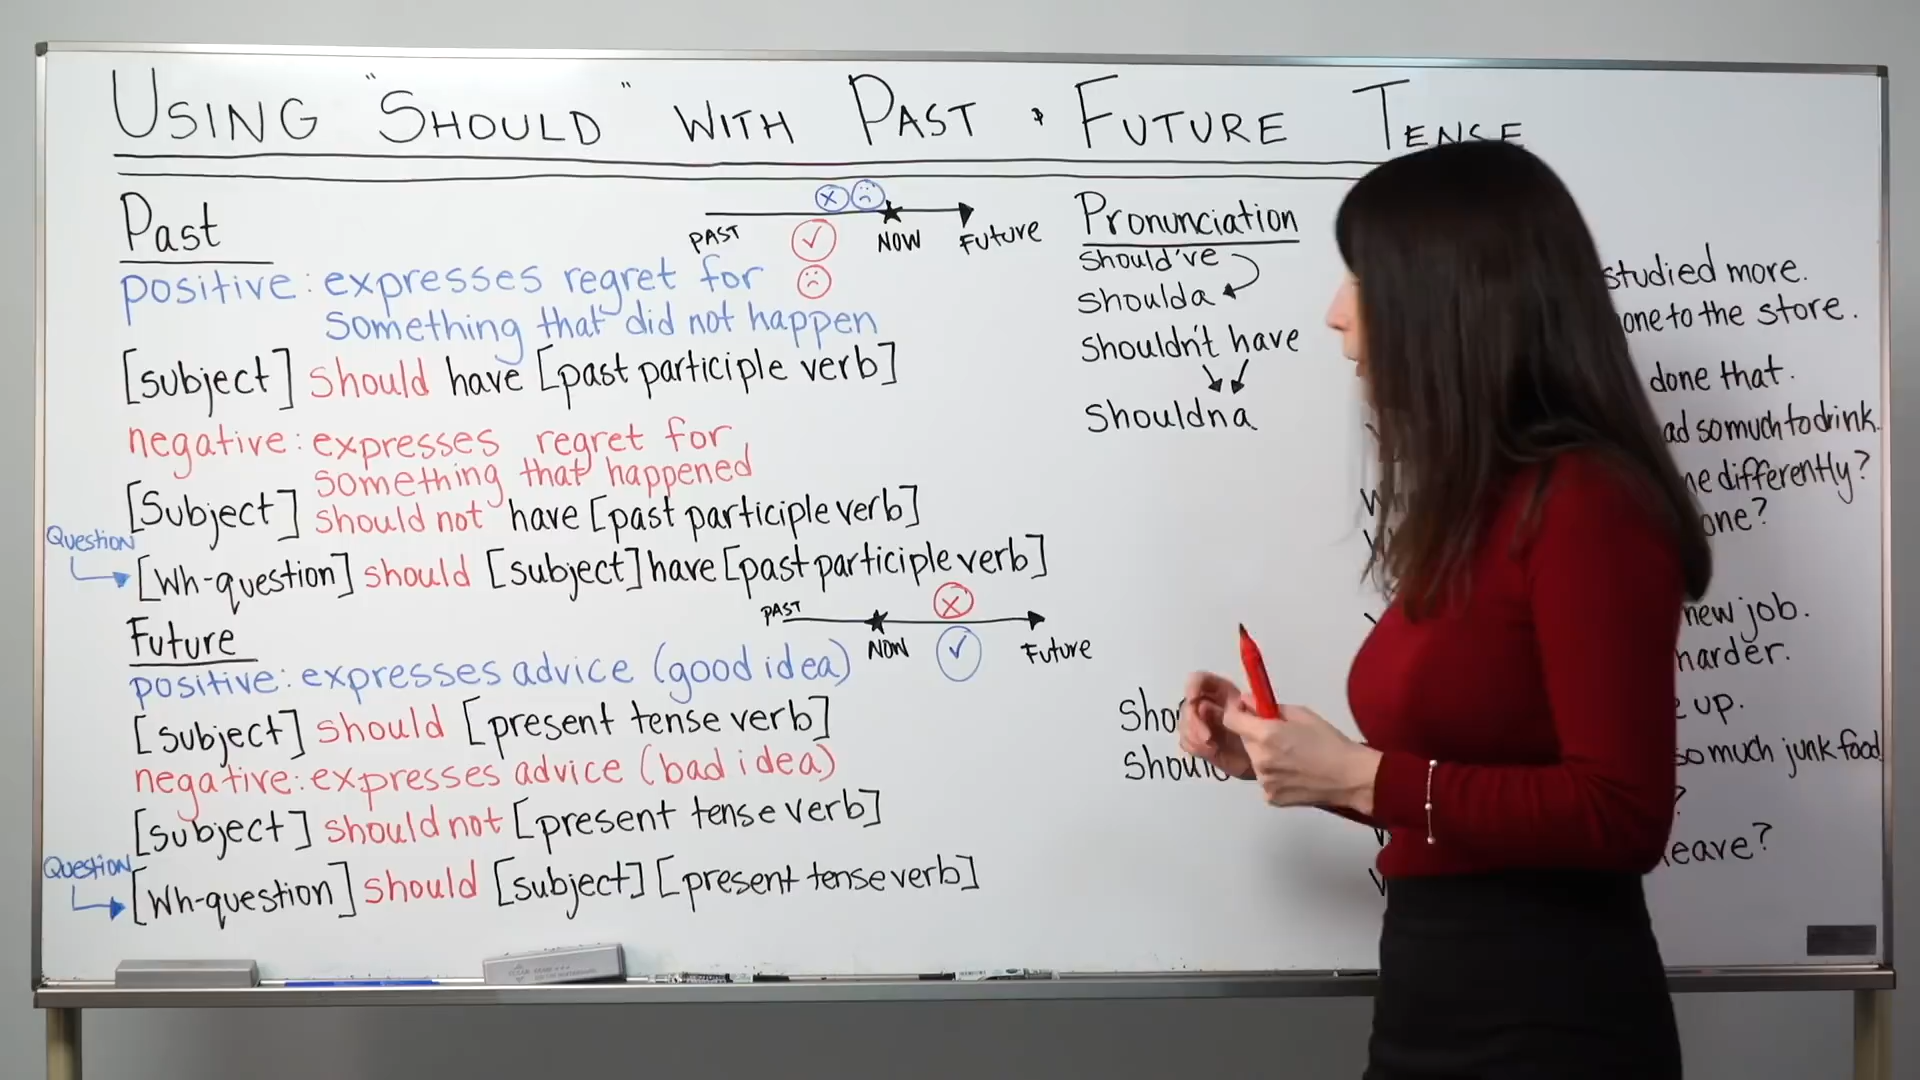 USING "SHOULD" WITH PAST & FUTURE TENSE
Past
PAST
NOW
Future
positive: expresses regret for
something that did not happen
[subject] should have [past participle verb]
negative: expresses regret for
something that happened
[Subject] should not have [past participle verb]
Question
[Wh-question] should [subject] have [past participle verb]
PAST
NOW
Future
Future
positive: expresses advice (good idea)
[subject] should [present tense verb]
negative: expresses advice (bad idea)
[subject] should not [present tense verb]
Question
[Wh-question] should [subject] [present tense verb]
Pronunciation
should've
shoulda
Shouldn't have
Shouldna
studied more.
to the store.
done that.
so much to drink.
differently?
new job.
harder.
up.
so much junk food